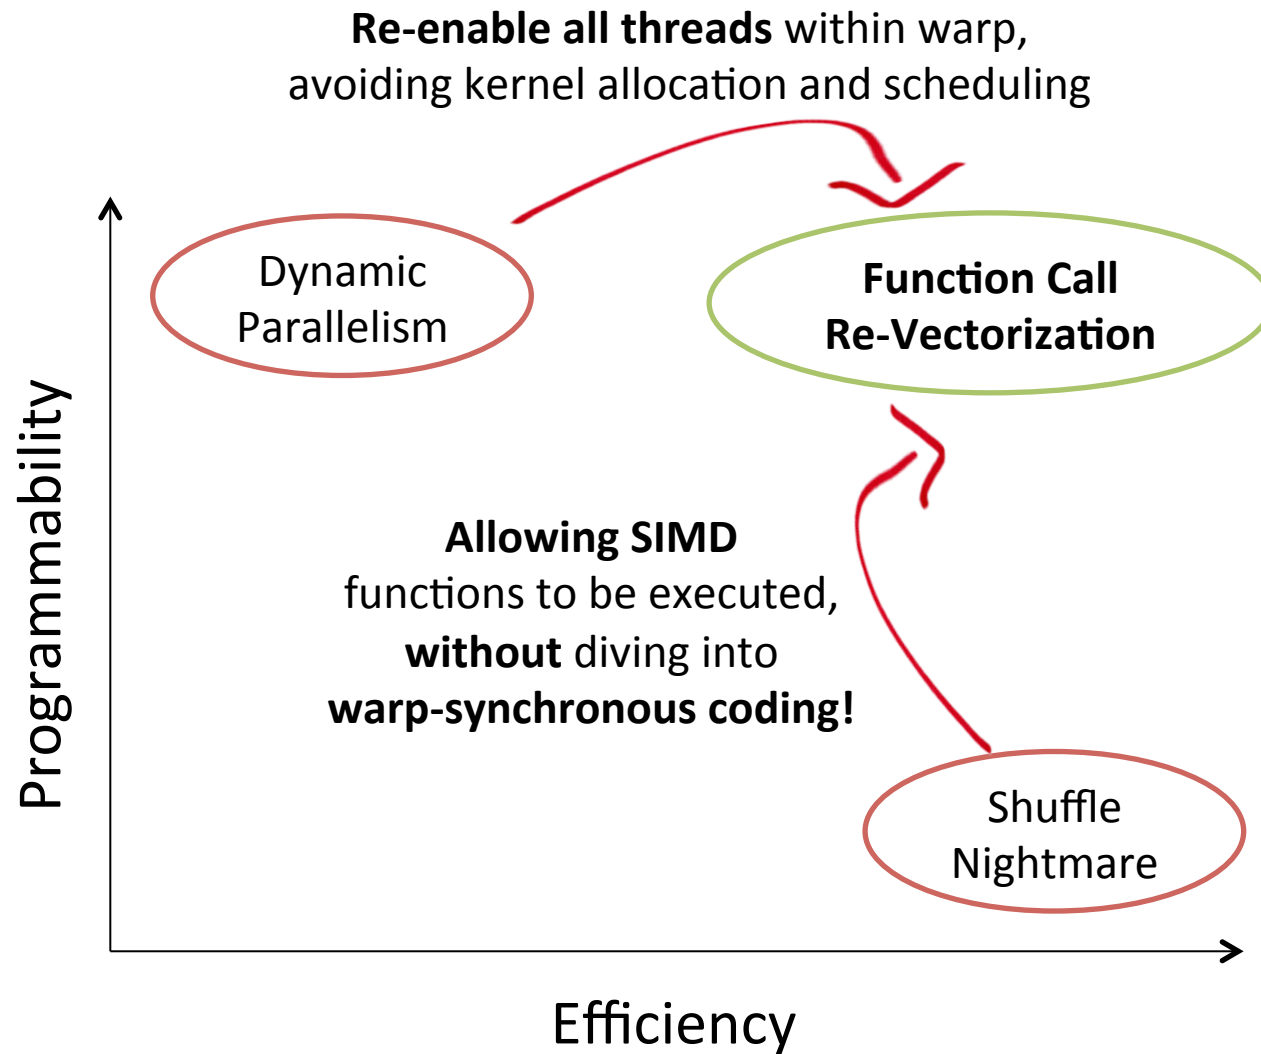 Re-enable all threads within warp,
avoiding kernel allocation and scheduling
Dynamic
Parallelism
Function Call
Re-Vectorization
Programmability
Allowing SIMD
functions to be executed,
without diving into
warp-synchronous coding!
Shuffle
Nightmare
Efficiency